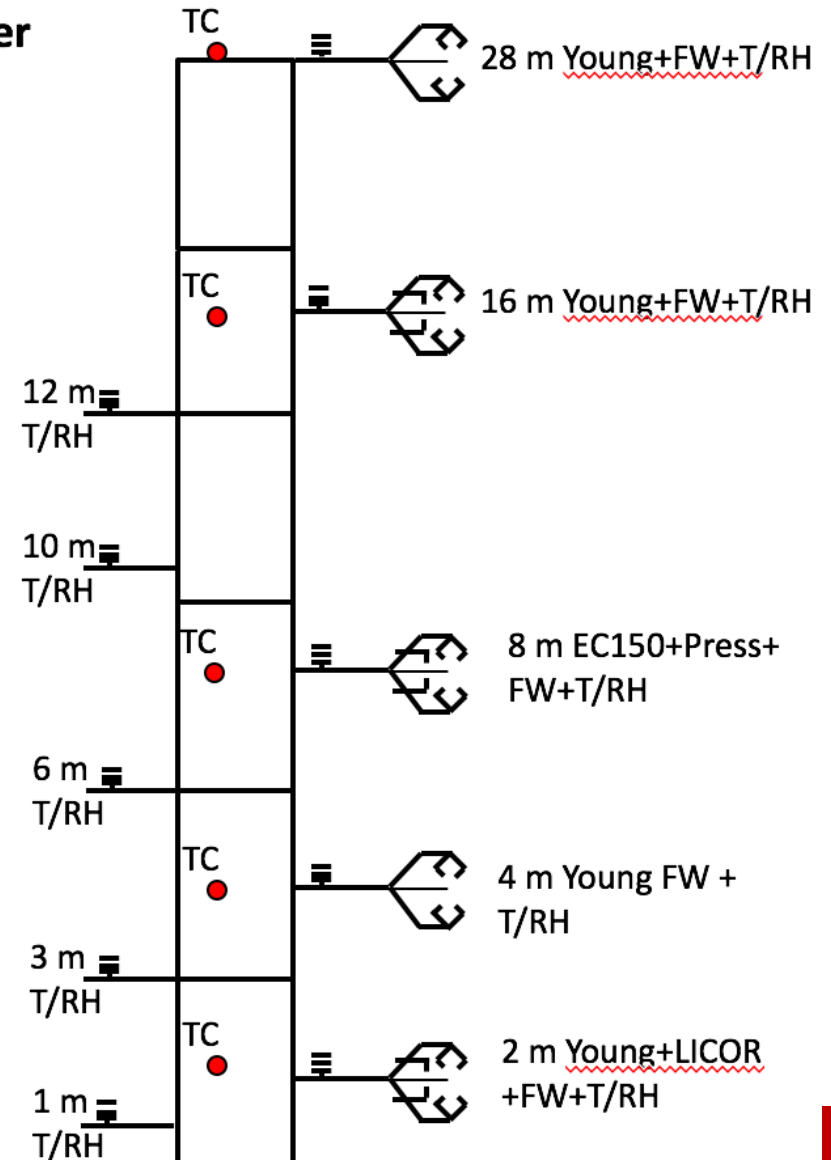 er
TC
28 m Young+FW+T/RH
TC
16 m Young+FW+T/RH
12 m
T/RH
10 m
T/RH
TC
8 m EC150+Press+
FW+T/RH
6 m
T/RH
TC
4 m Young FW +
T/RH
3 m
T/RH
TC
2 m Young+LICOR
+FW+T/RH
1 m
T/RH